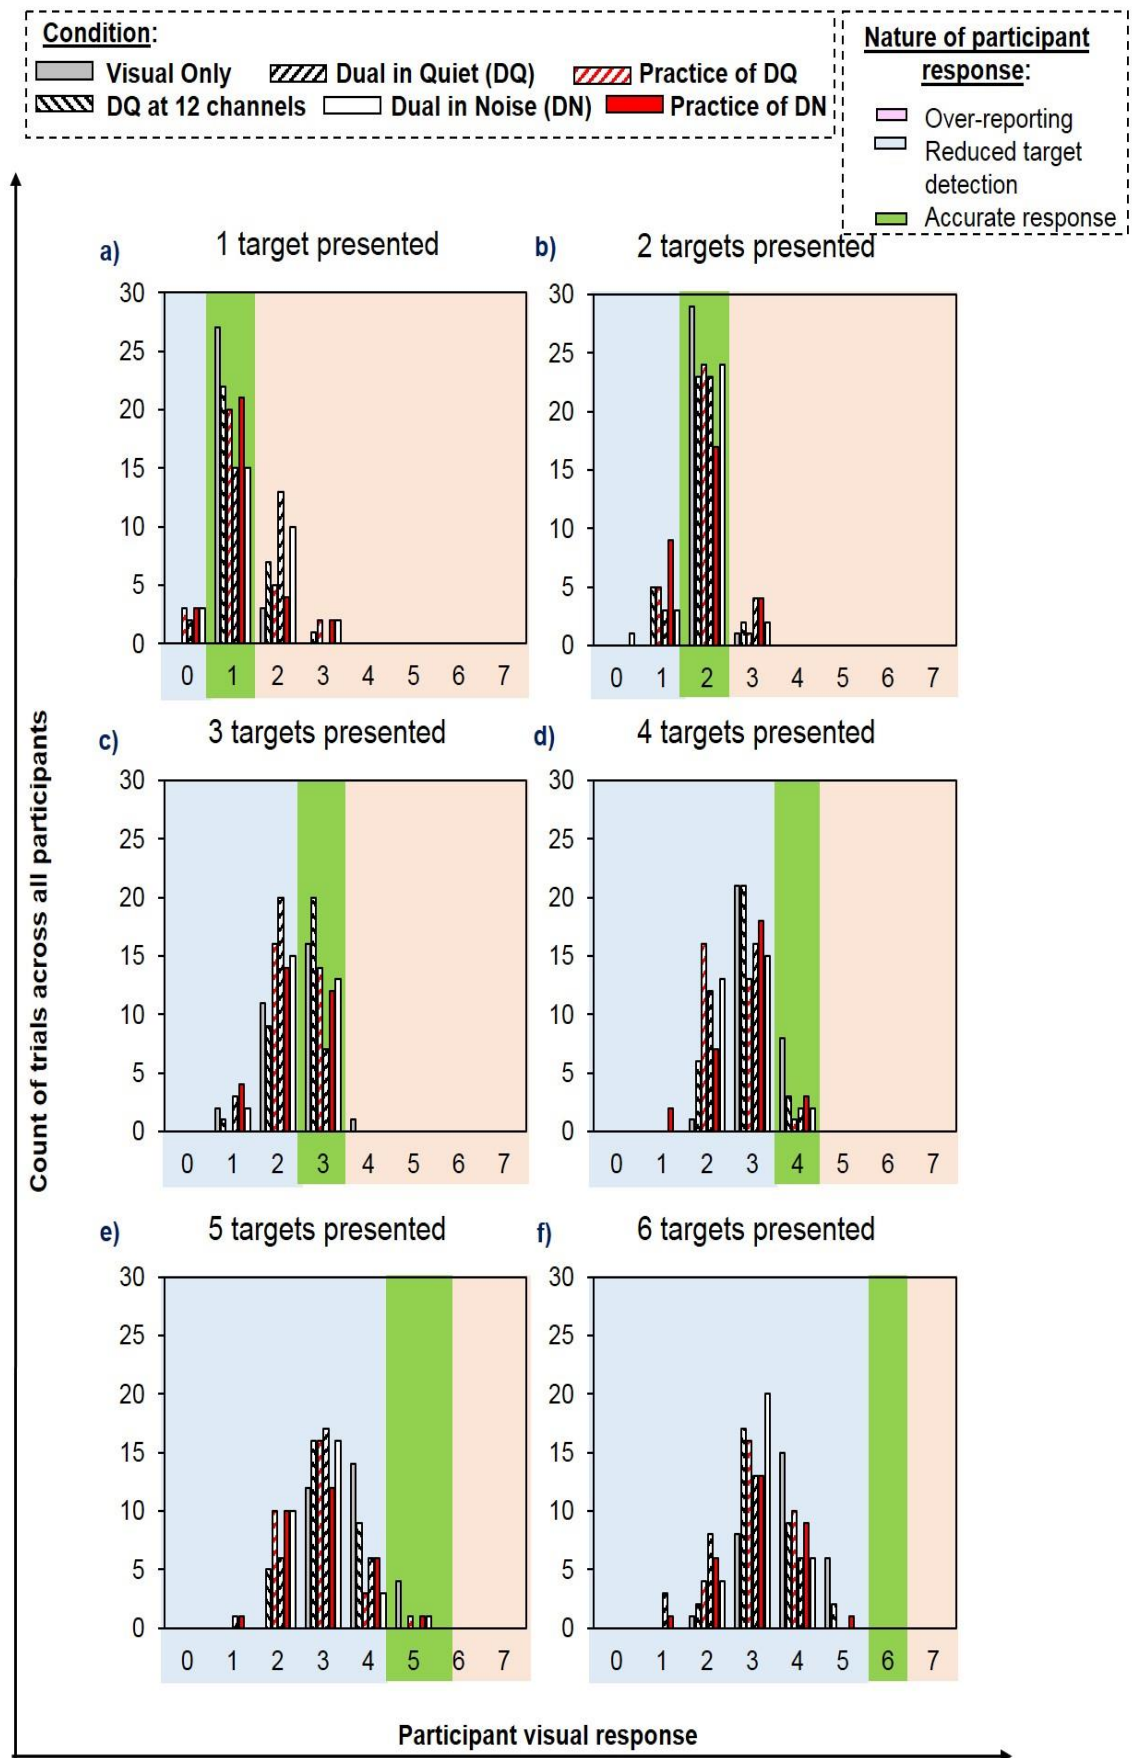 Condition:
Visual Only Dual in Quiet (DQ) Practice of DQ
DQ at 12 channels Dual in Noise (DN) Practice of DN
Nature of participant
response:
Over-reporting
Reduced target
detection
Accurate response
Count of trials across all participants
a) 1 target presented
30
25
20
15
10
5
0
0 1 2 3 4 5 6 7
b) 2 targets presented
30
25
20
15
10
5
0
0 1 2 3 4 5 6 7
c) 3 targets presented
30
25
20
15
10
5
0
0 1 2 3 4 5 6 7
d) 4 targets presented
30
25
20
15
10
5
0
0 1 2 3 4 5 6 7
e) 5 targets presented
30
25
20
15
10
5
0
0 1 2 3 4 5 6 7
f) 6 targets presented
30
25
20
15
10
5
0
0 1 2 3 4 5 6 7
Participant visual response